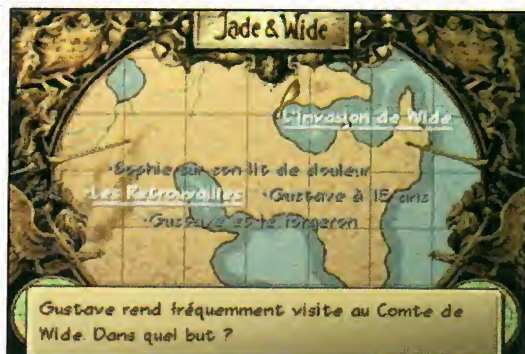 Jade & Wide
L'Invasion de Wide
•Sophie sur son lit de douleur
•Les Retrouvailles •Gustave à 15 ans
•Gustave et le forgeron
Gustave rend fréquemment visite au Comte de
Wide. Dans quel but ?